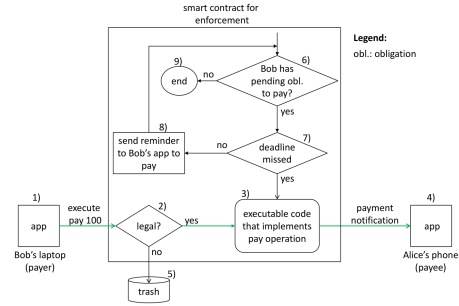 smart contract for
enforcement
Legend:
obl.: obligation
9)
end
no
6)
Bob has
pending obl.
to pay?
yes
8)
send reminder
to Bob's app to
pay
no
7)
deadline
missed
yes
1)
app
Bob's laptop
(payer)
execute
pay 100
2)
legal?
yes
no
3)
executable code
that implements
pay operation
payment
notification
4)
app
Alice's phone
(payee)
5)
trash